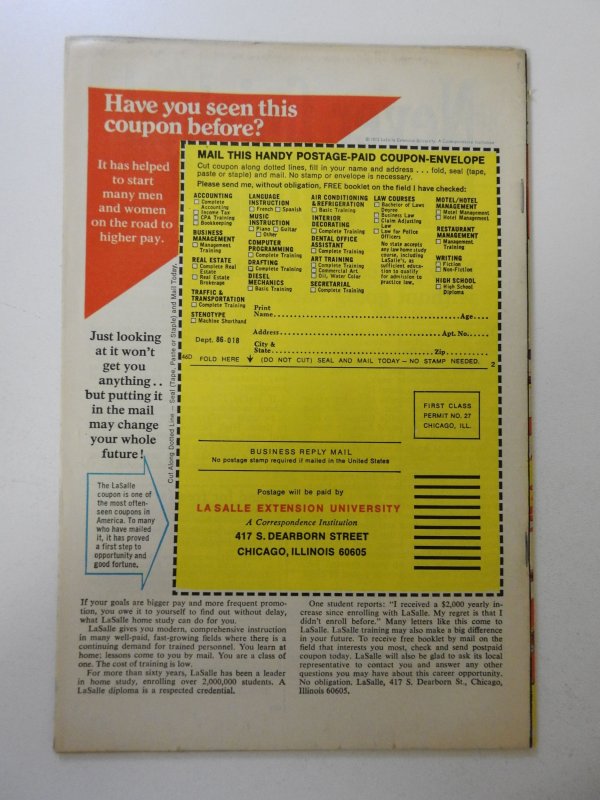 Have you seen this
coupon before?
It has helped
to start
many men
and women
on the road to
higher pay.
Just looking
at it won't
get you
anything . .
but putting it
in the mail
may change
your whole
future!
The LaSalle
coupon is one of
the most often-
seen coupons in
America. To many
who have mailed
it, it has proved
a first step to
opportunity and
good fortune.
Cut Along Dotted Line — Seal (Tape, Paste or Staple) and Mail Today
MAIL THIS HANDY POSTAGE-PAID COUPON-ENVELOPE
Cut coupon along dotted lines, fill in your name and address . . . fold, seal (tape,
paste or staple) and mail. No stamp or envelope is necessary.
Please send me, without obligation, FREE booklet on the field I have checked:
ACCOUNTING
Complete
Accounting
Income Tax
CPA Training
Bookkeeping
BUSINESS
MANAGEMENT
Management
Training
REAL ESTATE
Complete Real
Estate
Real Estate
Brokerage
TRAFFIC &
TRANSPORTATION
Complete Training
STENOTYPE
Machine Shorthand
LANGUAGE
INSTRUCTION
French Spanish
MUSIC
INSTRUCTION
Piano Guitar
Other
COMPUTER
PROGRAMMING
Complete Training
DRAFTING
Complete Training
DIESEL
MECHANICS
Basic Training
AIR CONDITIONING
& REFRIGERATION
Basic Training
INTERIOR
DECORATING
Complete Training
DENTAL OFFICE
ASSISTANT
Complete Training
ART TRAINING
Complete Training
Commercial Art
Oil, Water Color
SECRETARIAL
Complete Training
LAW COURSES
Bachelor of Laws
Degree
Business Law
Claim Adjusting
Law
Law for Police
Officers
No state accepts
any law home study
course, including
LaSalle's, as
sufficient educa-
tion to qualify
for admission to
practice law.
MOTEL/HOTEL
MANAGEMENT
Motel Management
Hotel Management
RESTAURANT
MANAGEMENT
Management
Training
WRITING
Fiction
Non-Fiction
HIGH SCHOOL
High School
Diploma
Print
Name Age
Address Apt. No.
Dept. 86-018
City &
State Zip
46D FOLD HERE (DO NOT CUT) SEAL AND MAIL TODAY — NO STAMP NEEDED 2
FIRST CLASS
PERMIT NO. 27
CHICAGO, ILL.
BUSINESS REPLY MAIL
No postage stamp required if mailed in the United States
Postage will be paid by
LA SALLE EXTENSION UNIVERSITY
A Correspondence Institution
417 S. DEARBORN STREET
CHICAGO, ILLINOIS 60605
If your goals are bigger pay and more frequent promo-
tion, you owe it to yourself to find out without delay,
what LaSalle home study can do for you.
LaSalle gives you modern, comprehensive instruction
in many well-paid, fast-growing fields where there is a
continuing demand for trained personnel. You learn at
home; lessons come to you by mail. You are a class of
one. The cost of training is low.
For more than sixty years, LaSalle has been a leader
in home study, enrolling over 2,000,000 students. A
LaSalle diploma is a respected credential.
One student reports: "I received a $2,000 yearly in-
crease since enrolling with LaSalle. My regret is that I
didn't enroll before." Many letters like this come to
LaSalle. LaSalle training may also make a big difference
in your future. To receive free booklet by mail on the
field that interests you most, check and send postpaid
coupon today. LaSalle will also be glad to ask its local
representative to contact you and answer any other
questions you may have about this career opportunity.
No obligation. LaSalle, 417 S. Dearborn St., Chicago,
Illinois 60605.